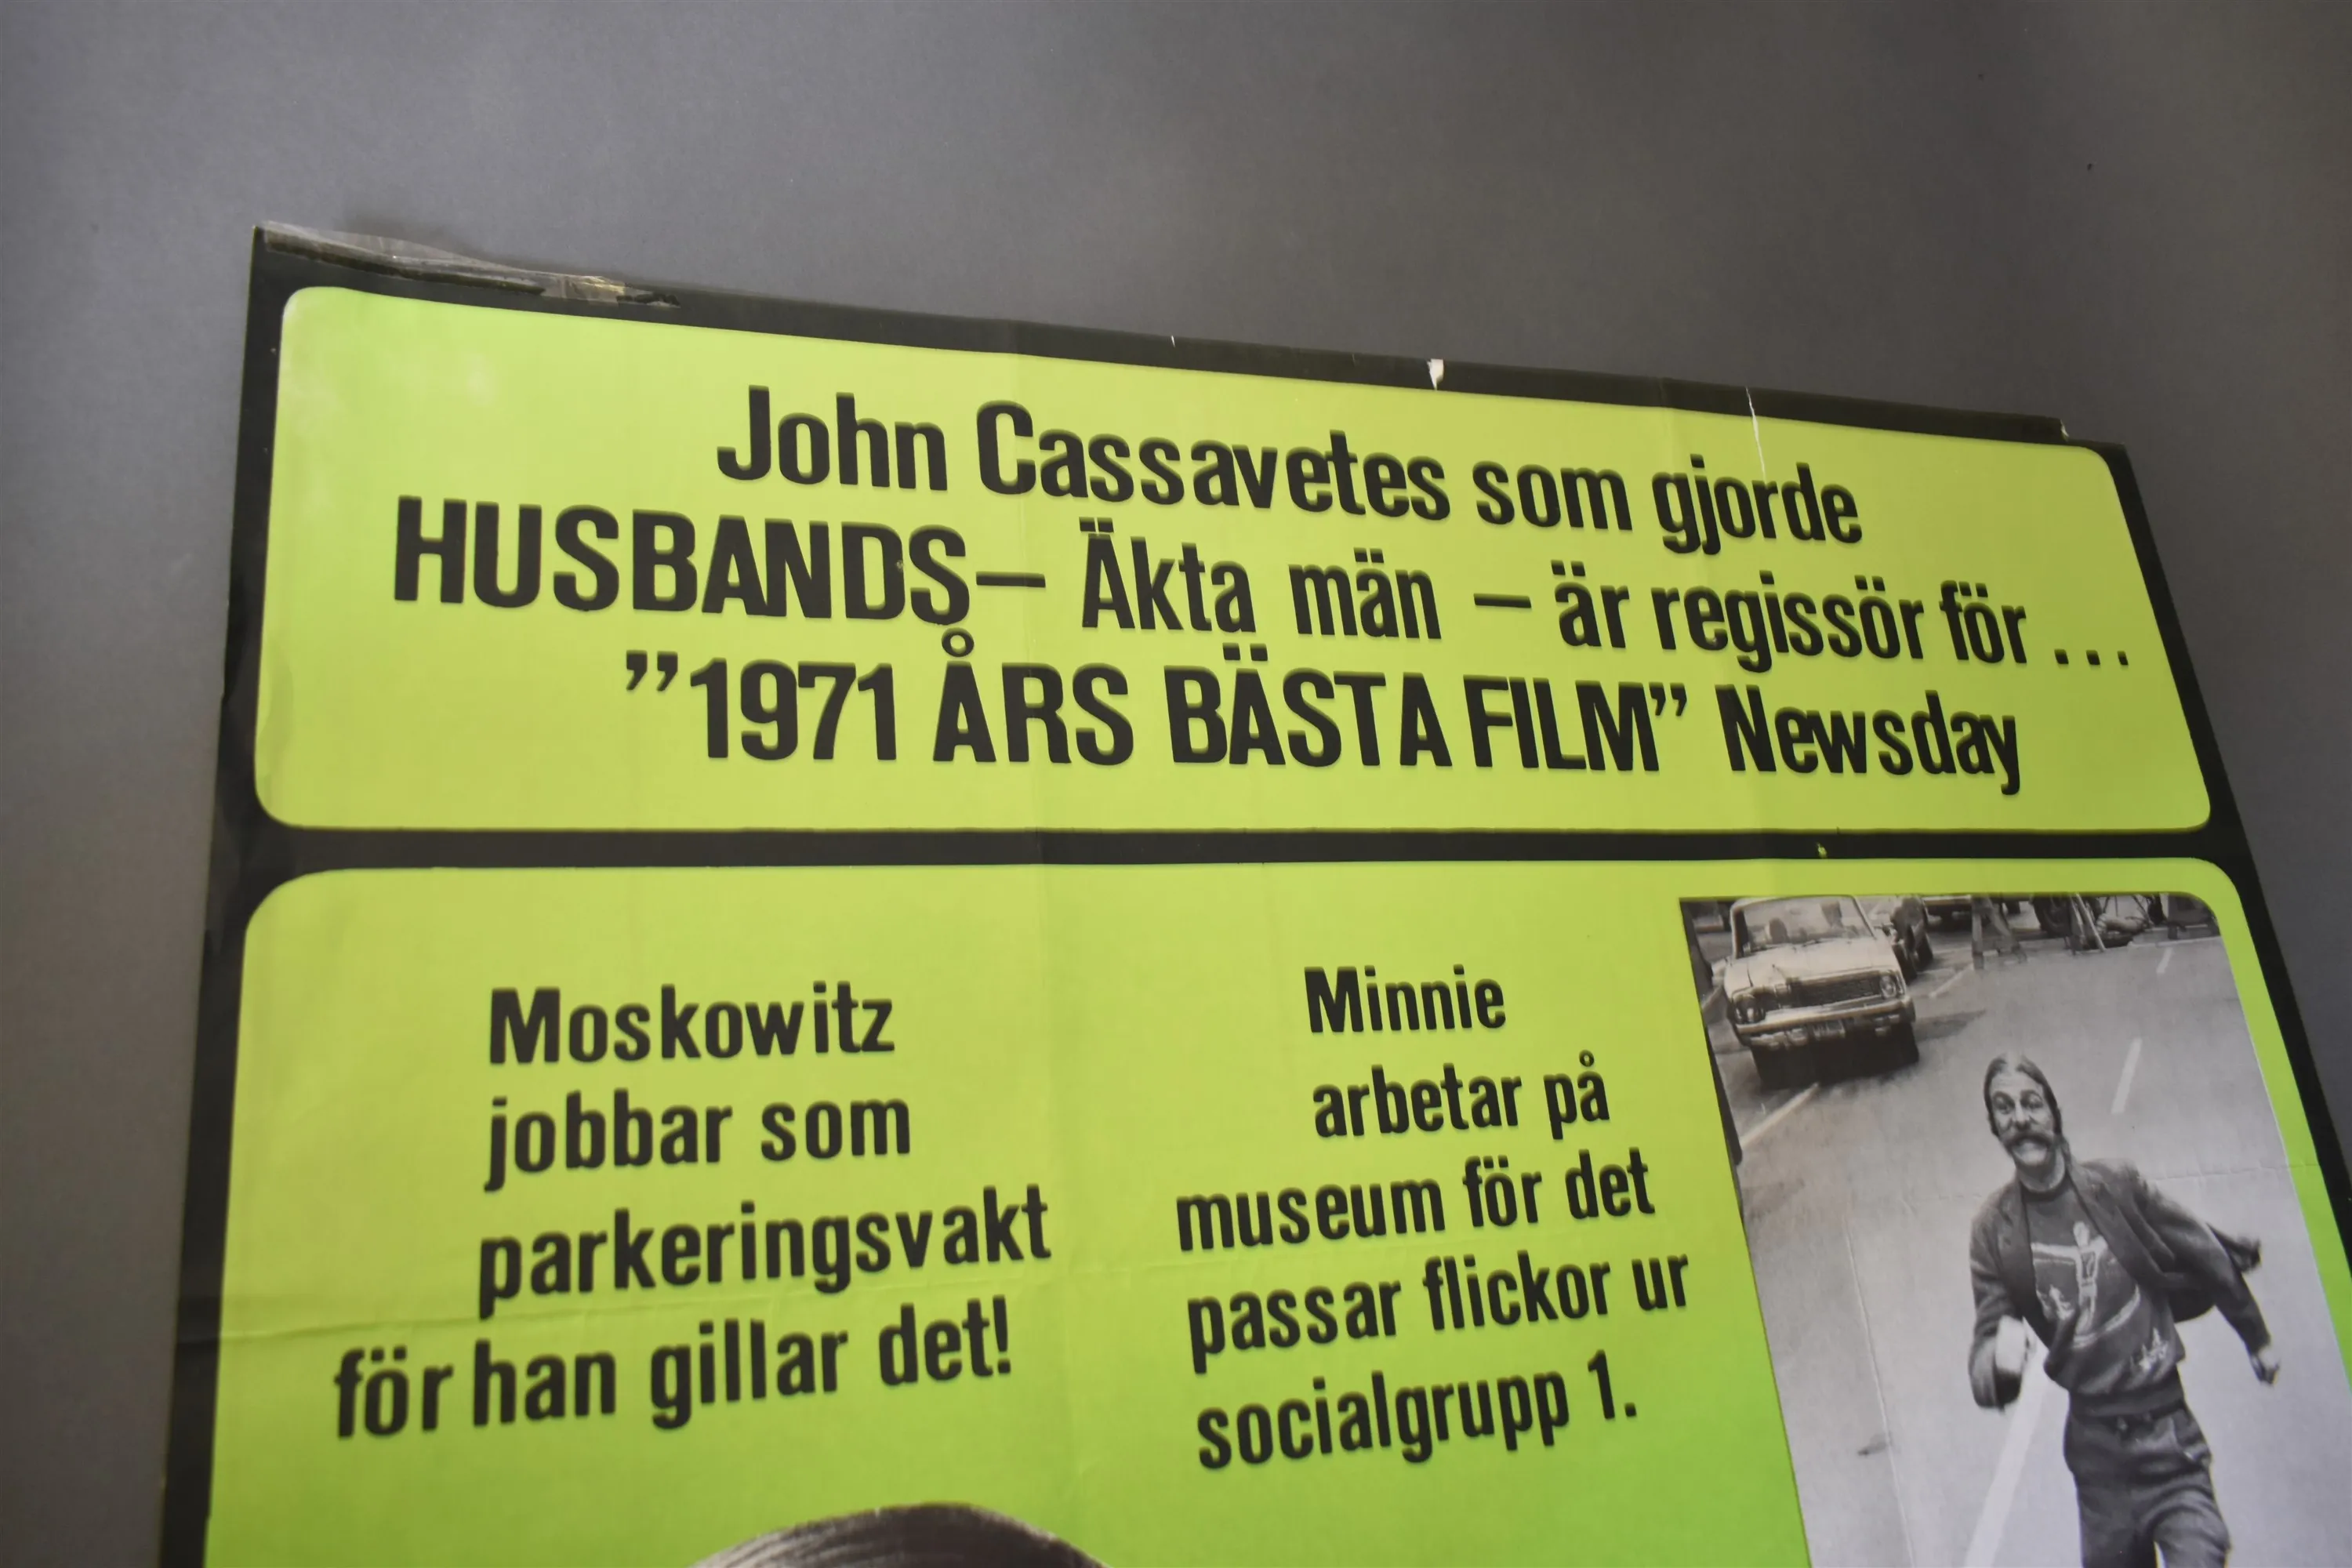 John Cassavetes som gjorde
HUSBANDS – Äkta män – är regissör för ...
”1971 ÅRS BÄSTA FILM” Newsday
Moskowitz
jobbar som
parkeringsvakt
för han gillar det!
Minnie
arbetar på
museum för det
passar flickor ur
socialgrupp 1.